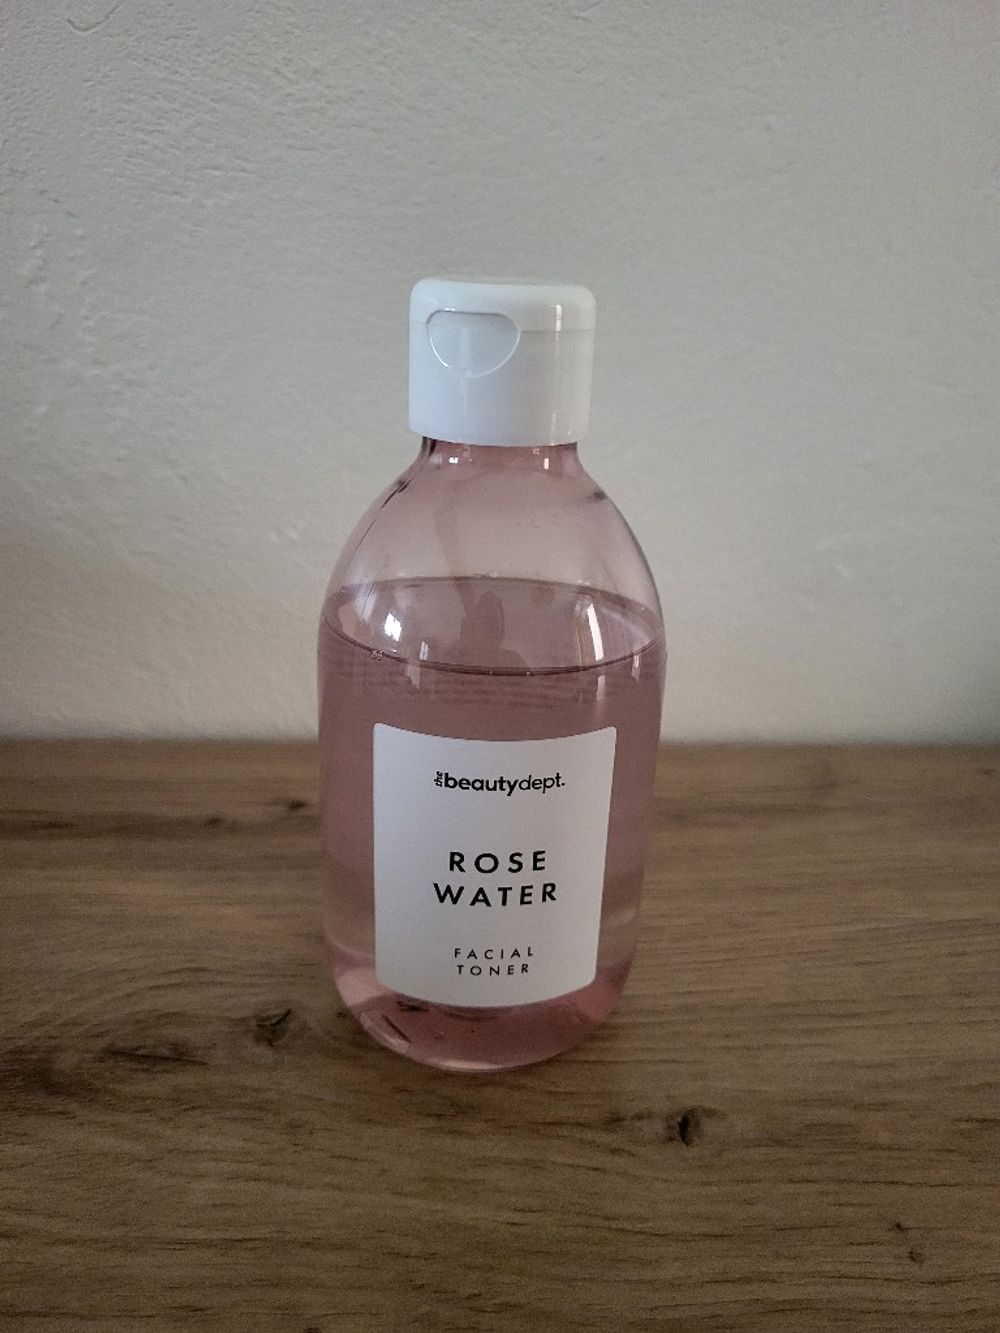 the beautydept.
ROSE
WATER
FACIAL
TONER